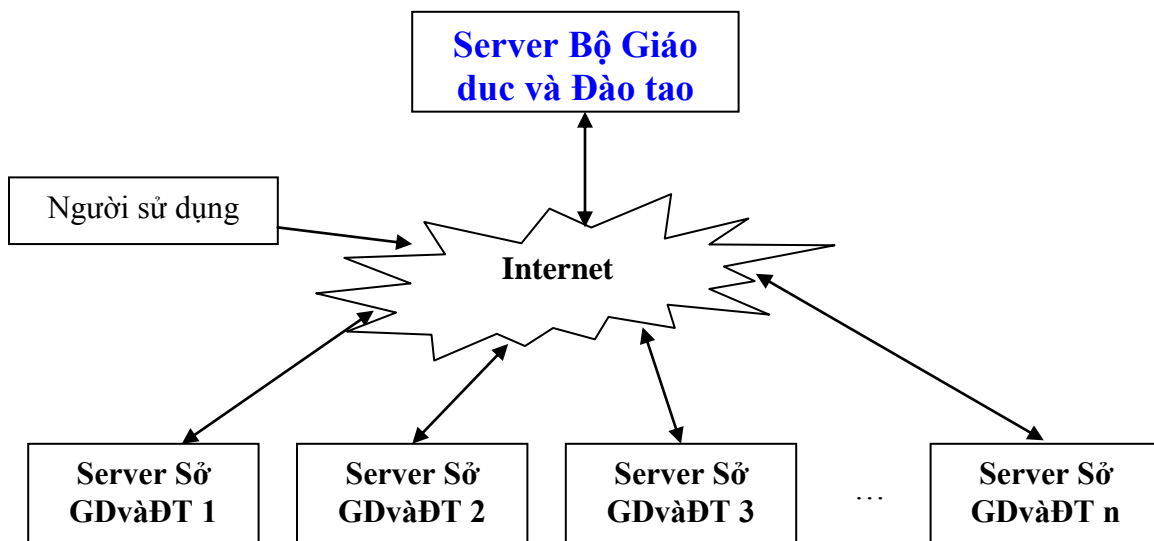 Server Bộ Giáo
duc và Đào tao
Người sử dụng
Internet
Server Sở
GDvàĐT 1
Server Sở
GDvàĐT 2
Server Sở
GDvàĐT 3
…
Server Sở
GDvàĐT n